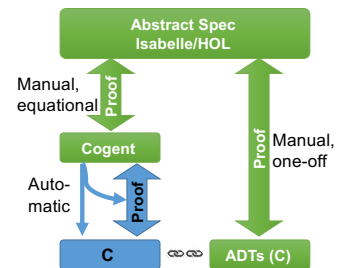 Abstract Spec
Isabelle/HOL
Manual,
equational
Proof
Proof
Manual,
one-off
Cogent
Auto-
matic
Proof
C
ADTs (C)